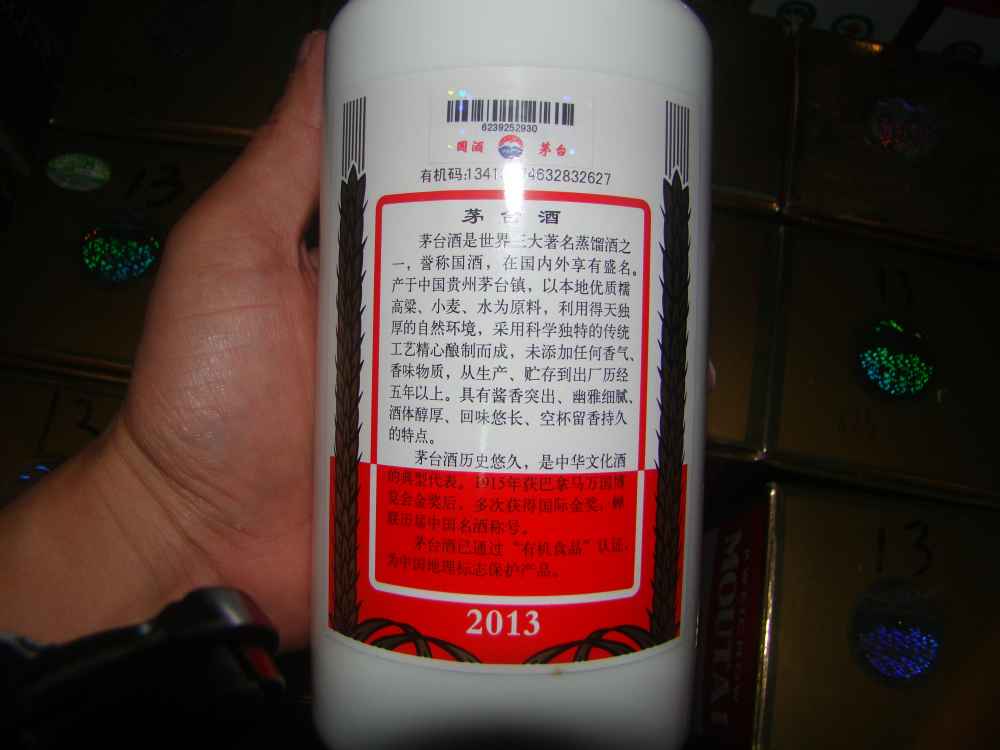 6239252930
国酒 茅台
有机码:1341 4632832627
茅台酒
茅台酒是世界三大著名蒸馏酒之
一，誉称国酒，在国内外享有盛名。
产于中国贵州茅台镇，以本地优质糯
高粱、小麦、水为原料，利用得天独
厚的自然环境，采用科学独特的传统
工艺精心酿制而成，未添加任何香气、
香味物质，从生产、贮存到出厂历经
五年以上。具有酱香突出、幽雅细腻、
酒体醇厚、回味悠长、空杯留香持久
的特点。
茅台酒历史悠久，是中华文化酒
的典型代表。1915年获巴拿马万国博
览会金奖后，多次获得国际金奖，蝉
联历届中国名酒称号。
茅台酒已通过“有机食品”认证，
为中国地理标志保护产品。
2013
13
13
13
13
MOUTAI